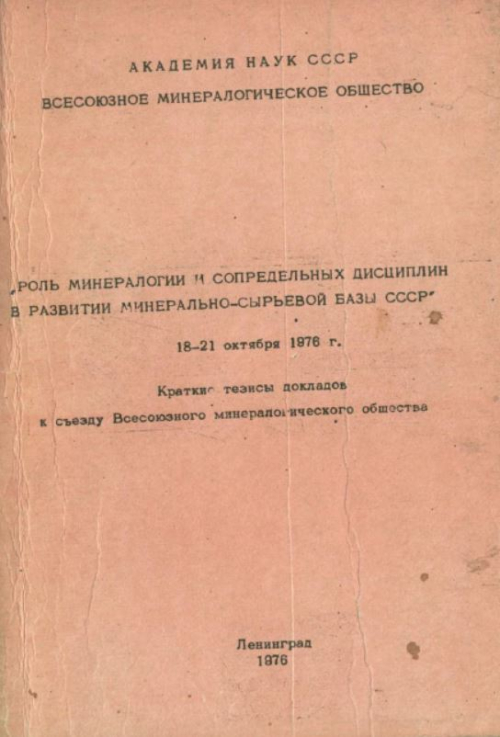 АКАДЕМИЯ НАУК СССР
ВСЕСОЮЗНОЕ МИНЕРАЛОГИЧЕСКОЕ ОБЩЕСТВО
„РОЛЬ МИНЕРАЛОГИИ И СОПРЕДЕЛЬНЫХ ДИСЦИПЛИН
В РАЗВИТИИ МИНЕРАЛЬНО-СЫРЬЕВОЙ БАЗЫ СССР"
18-21 октября 1976 г.
Краткие тезисы докладов
к съезду Всесоюзного минералогического общества
Ленинград
1976